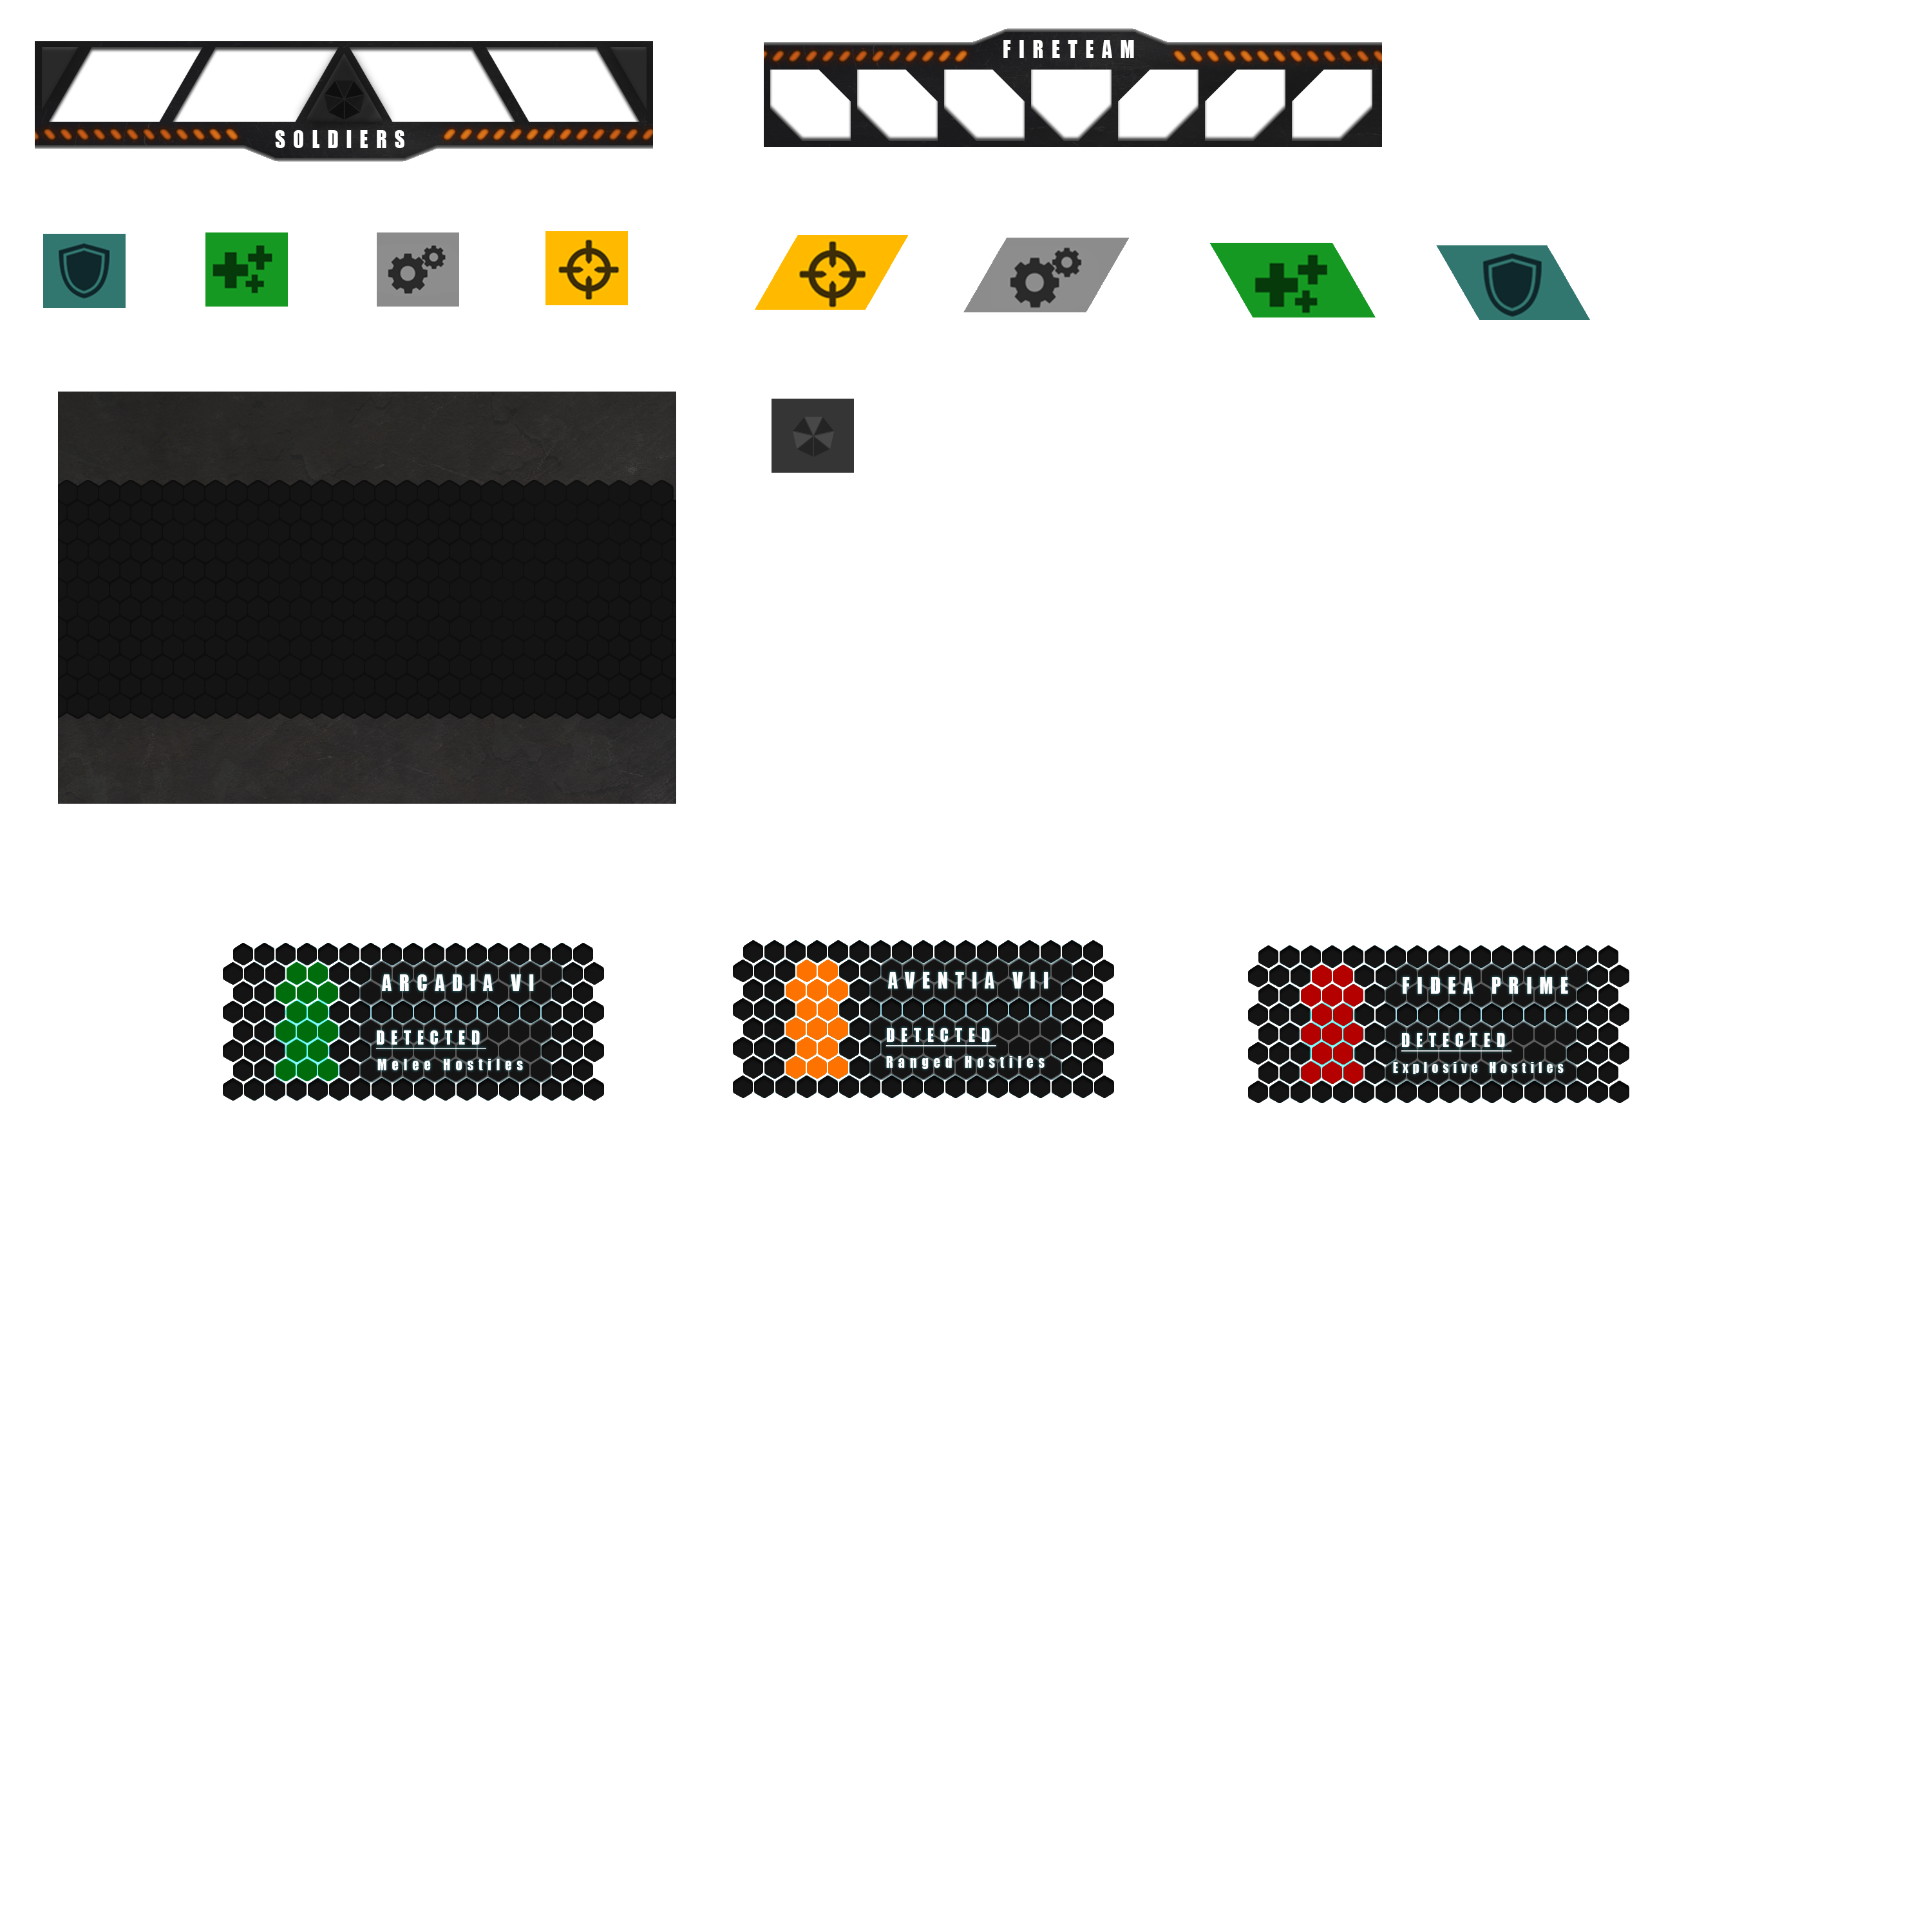 SOLDIERS
FIRETEAM
ARCADIA VI
DETECTED
Melee Hostiles
AVENTIA VII
DETECTED
Ranged Hostiles
FIDEA PRIME
DETECTED
Explosive Hostiles